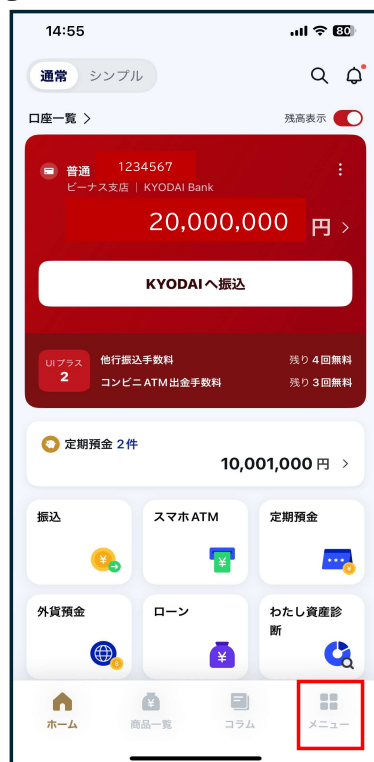 14:55
80
通常 シンプル
口座一覧 >
残高表示
普通 1234567
ビーナス支店 | KYODAI Bank
20,000,000 円 >
KYODAIへ振込
UIプラス
2
他行振込手数料 残り4回無料
コンビニATM出金手数料 残り3回無料
定期預金 2件
10,001,000 円 >
振込
スマホATM
定期預金
外貨預金
ローン
わたし資産診
断
ホーム
商品一覧
コラム
メニュー